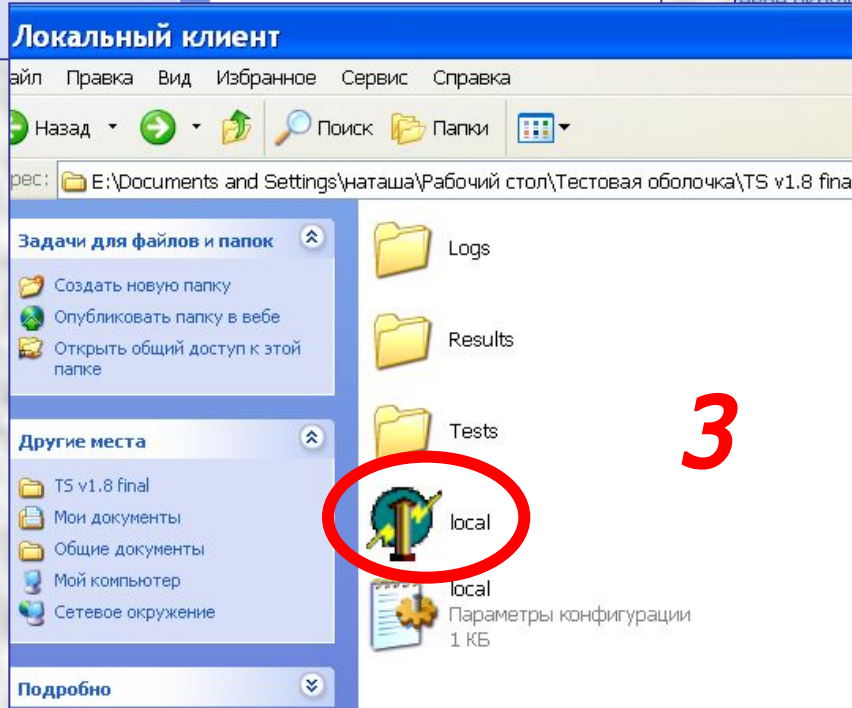 Локальный клиент
айл Правка Вид Избранное Сервис Справка
Назад Поиск Папки
рес: E:\Documents and Settings\наташа\Рабочий стол\Тестовая оболочка\TS v1.8 fina
Задачи для файлов и папок
Создать новую папку
Опубликовать папку в вебе
Открыть общий доступ к этой
папке
Другие места
TS v1.8 final
Мои документы
Общие документы
Мой компьютер
Сетевое окружение
Подробно
Logs
Results
Tests
3
local
local
Параметры конфигурации
1 КБ